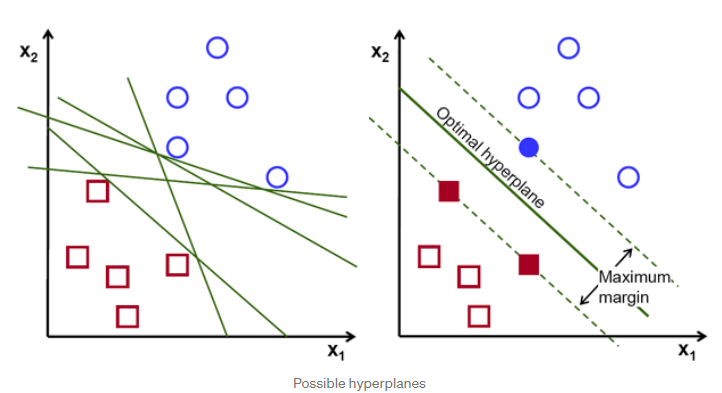 x2
x1
x2
Optimal hyperplane
Maximum
margin
x1
Possible hyperplanes